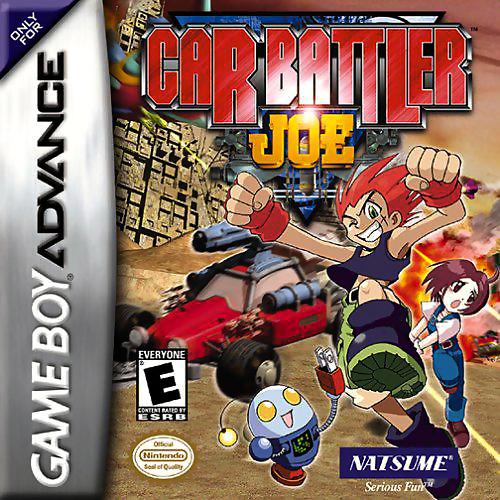 ONLY
FOR
GAME BOY ADVANCE
CAR BATTLER
JOE
EVERYONE
E
CONTENT RATED BY
ESRB
Official
Nintendo
Seal of Quality
NATSUME®
Serious Fun™